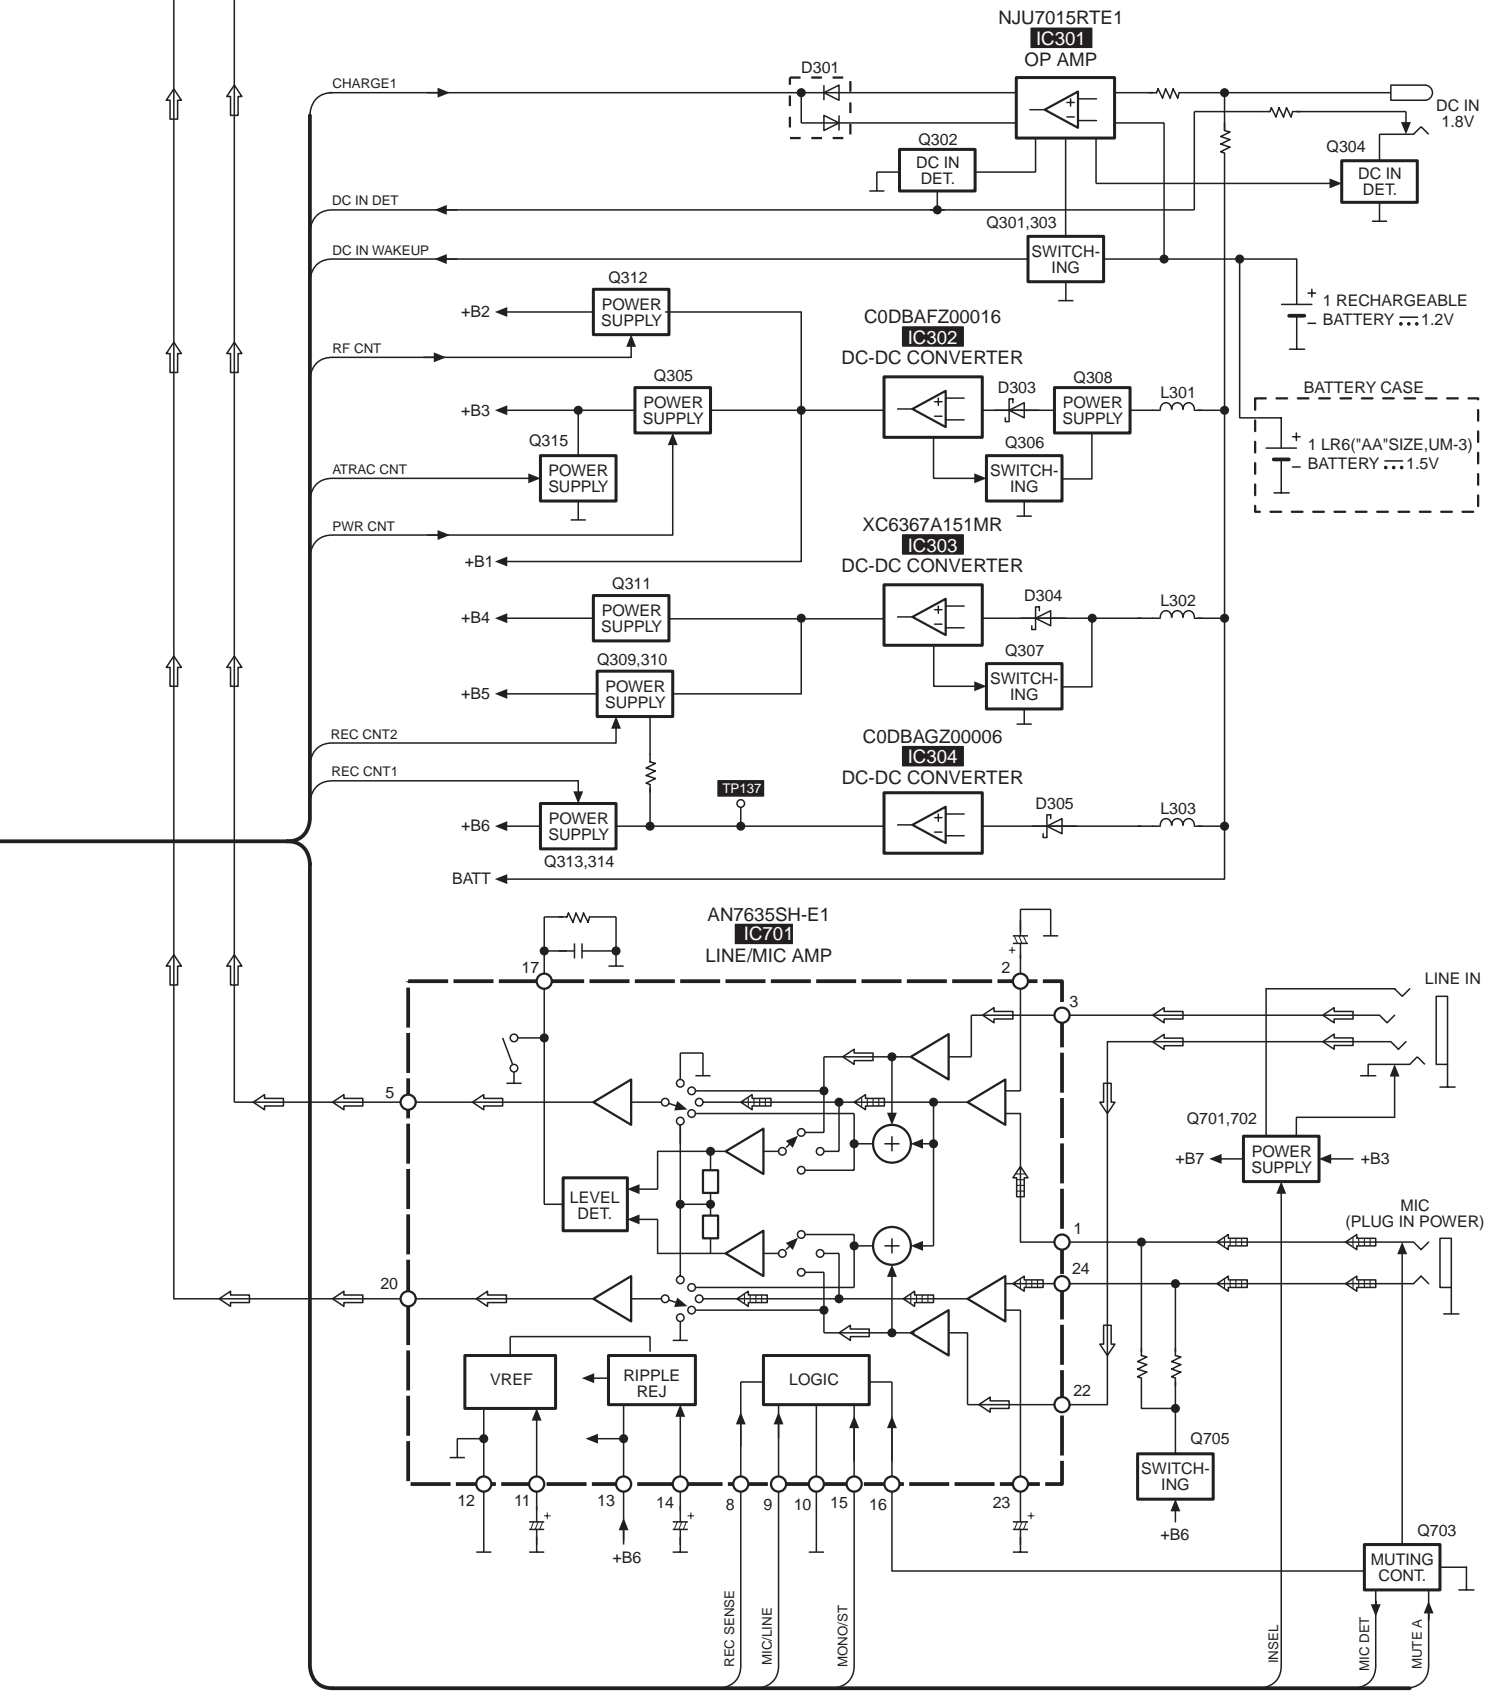 NJU7015RTE1
IC301
OP AMP
D301
CHARGE1
DC IN
1.8V
Q302
DC IN
DET.
Q304
DC IN
DET.
DC IN DET
Q301,303
SWITCH-
ING
DC IN WAKEUP
Q312
POWER
SUPPLY
+B2
1 RECHARGEABLE
BATTERY ⎓1.2V
+
–
C0DBAFZ00016
IC302
DC-DC CONVERTER
RF CNT
Q305
POWER
SUPPLY
+B3
D303
Q308
POWER
SUPPLY
L301
BATTERY CASE
Q315
POWER
SUPPLY
Q306
SWITCH-
ING
+
–
1 LR6("AA"SIZE,UM-3)
BATTERY ⎓1.5V
ATRAC CNT
PWR CNT
XC6367A151MR
IC303
DC-DC CONVERTER
+B1
Q311
POWER
SUPPLY
+B4
D304
L302
Q309,310
POWER
SUPPLY
+B5
Q307
SWITCH-
ING
REC CNT2
C0DBAGZ00006
IC304
DC-DC CONVERTER
REC CNT1
TP137
D305
L303
+B6
POWER
SUPPLY
Q313,314
BATT
AN7635SH-E1
IC701
LINE/MIC AMP
17
2
+
3
LINE IN
5
Q701,702
POWER
SUPPLY
+B7
+B3
+
LEVEL
DET.
MIC
(PLUG IN POWER)
+
1
24
20
VREF
RIPPLE
REJ
LOGIC
22
Q705
SWITCH-
ING
+B6
12
11
13
14
8
9
10
15
16
23
+
+
+
+B6
Q703
MUTING
CONT.
REC SENSE
MIC/LINE
MONO/ST
INSEL
MIC DET
MUTE A